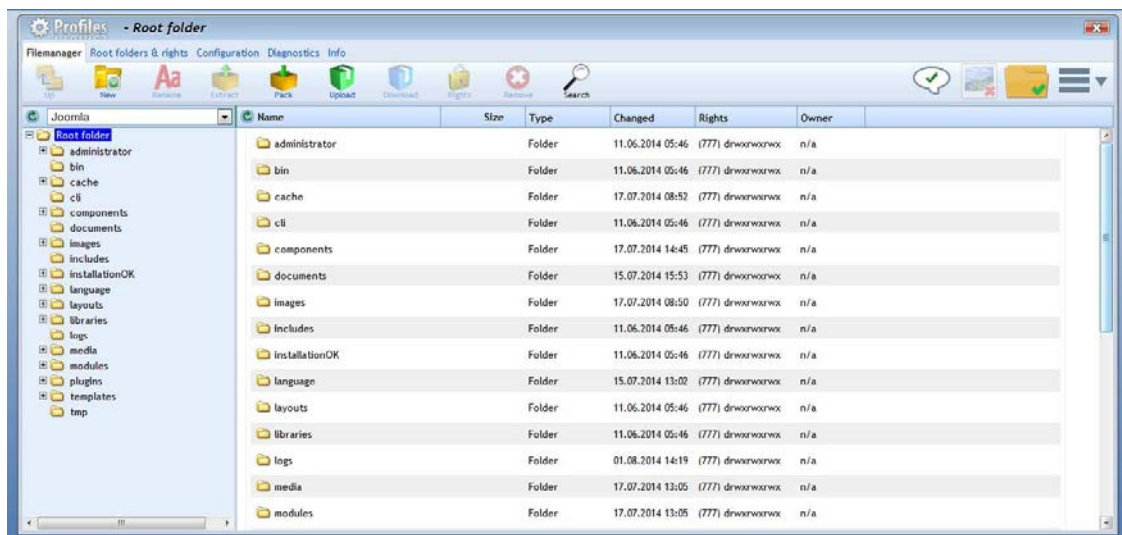 Profiles - Root folder
Filemanager Root folders & rights Configuration Diagnostics Info
Up New Rename Extract Pack Upload Download Rights Remove Search
Joomla Name Size Type Changed Rights Owner
Root folder
administrator
bin
cache
cli
components
documents
images
includes
installationOK
language
layouts
libraries
logs
media
modules
plugins
templates
tmp
administrator Folder 11.06.2014 05:46 (777) drwxrwxrwx n/a
bin Folder 11.06.2014 05:46 (777) drwxrwxrwx n/a
cache Folder 17.07.2014 08:52 (777) drwxrwxrwx n/a
cli Folder 11.06.2014 05:46 (777) drwxrwxrwx n/a
components Folder 17.07.2014 14:45 (777) drwxrwxrwx n/a
documents Folder 15.07.2014 15:53 (777) drwxrwxrwx n/a
images Folder 17.07.2014 08:50 (777) drwxrwxrwx n/a
includes Folder 11.06.2014 05:46 (777) drwxrwxrwx n/a
installationOK Folder 11.06.2014 05:46 (777) drwxrwxrwx n/a
language Folder 15.07.2014 13:02 (777) drwxrwxrwx n/a
layouts Folder 11.06.2014 05:46 (777) drwxrwxrwx n/a
libraries Folder 11.06.2014 05:46 (777) drwxrwxrwx n/a
logs Folder 01.08.2014 14:19 (777) drwxrwxrwx n/a
media Folder 17.07.2014 13:05 (777) drwxrwxrwx n/a
modules Folder 17.07.2014 13:05 (777) drwxrwxrwx n/a